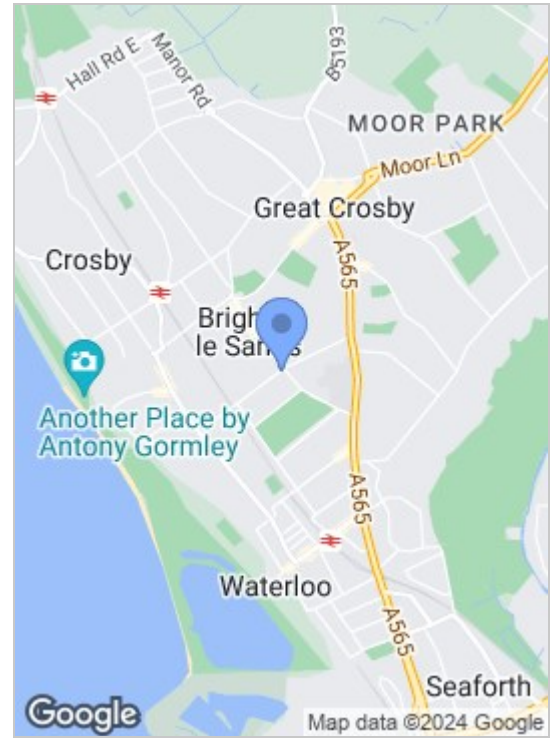 Hall Rd E
Manor Rd
B5193
MOOR PARK
Moor Ln
Great Crosby
A565
Crosby
le
Another Place by
Antony Gormley
A565
Waterloo
A565
Seaforth
Google
Map data ©2024 Google